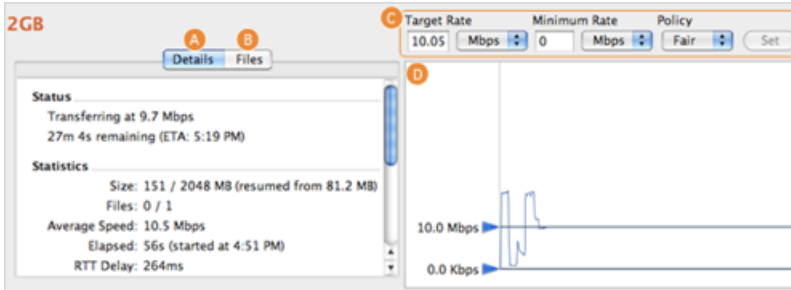 2GB
A B
Details Files
Status
Transferring at 9.7 Mbps
27m 4s remaining (ETA: 5:19 PM)
Statistics
Size: 151 / 2048 MB (resumed from 81.2 MB)
Files: 0 / 1
Average Speed: 10.5 Mbps
Elapsed: 56s (started at 4:51 PM)
RTT Delay: 264ms
C
Target Rate Minimum Rate Policy
10.05 Mbps 0 Mbps Fair Set
D
10.0 Mbps
0.0 Kbps